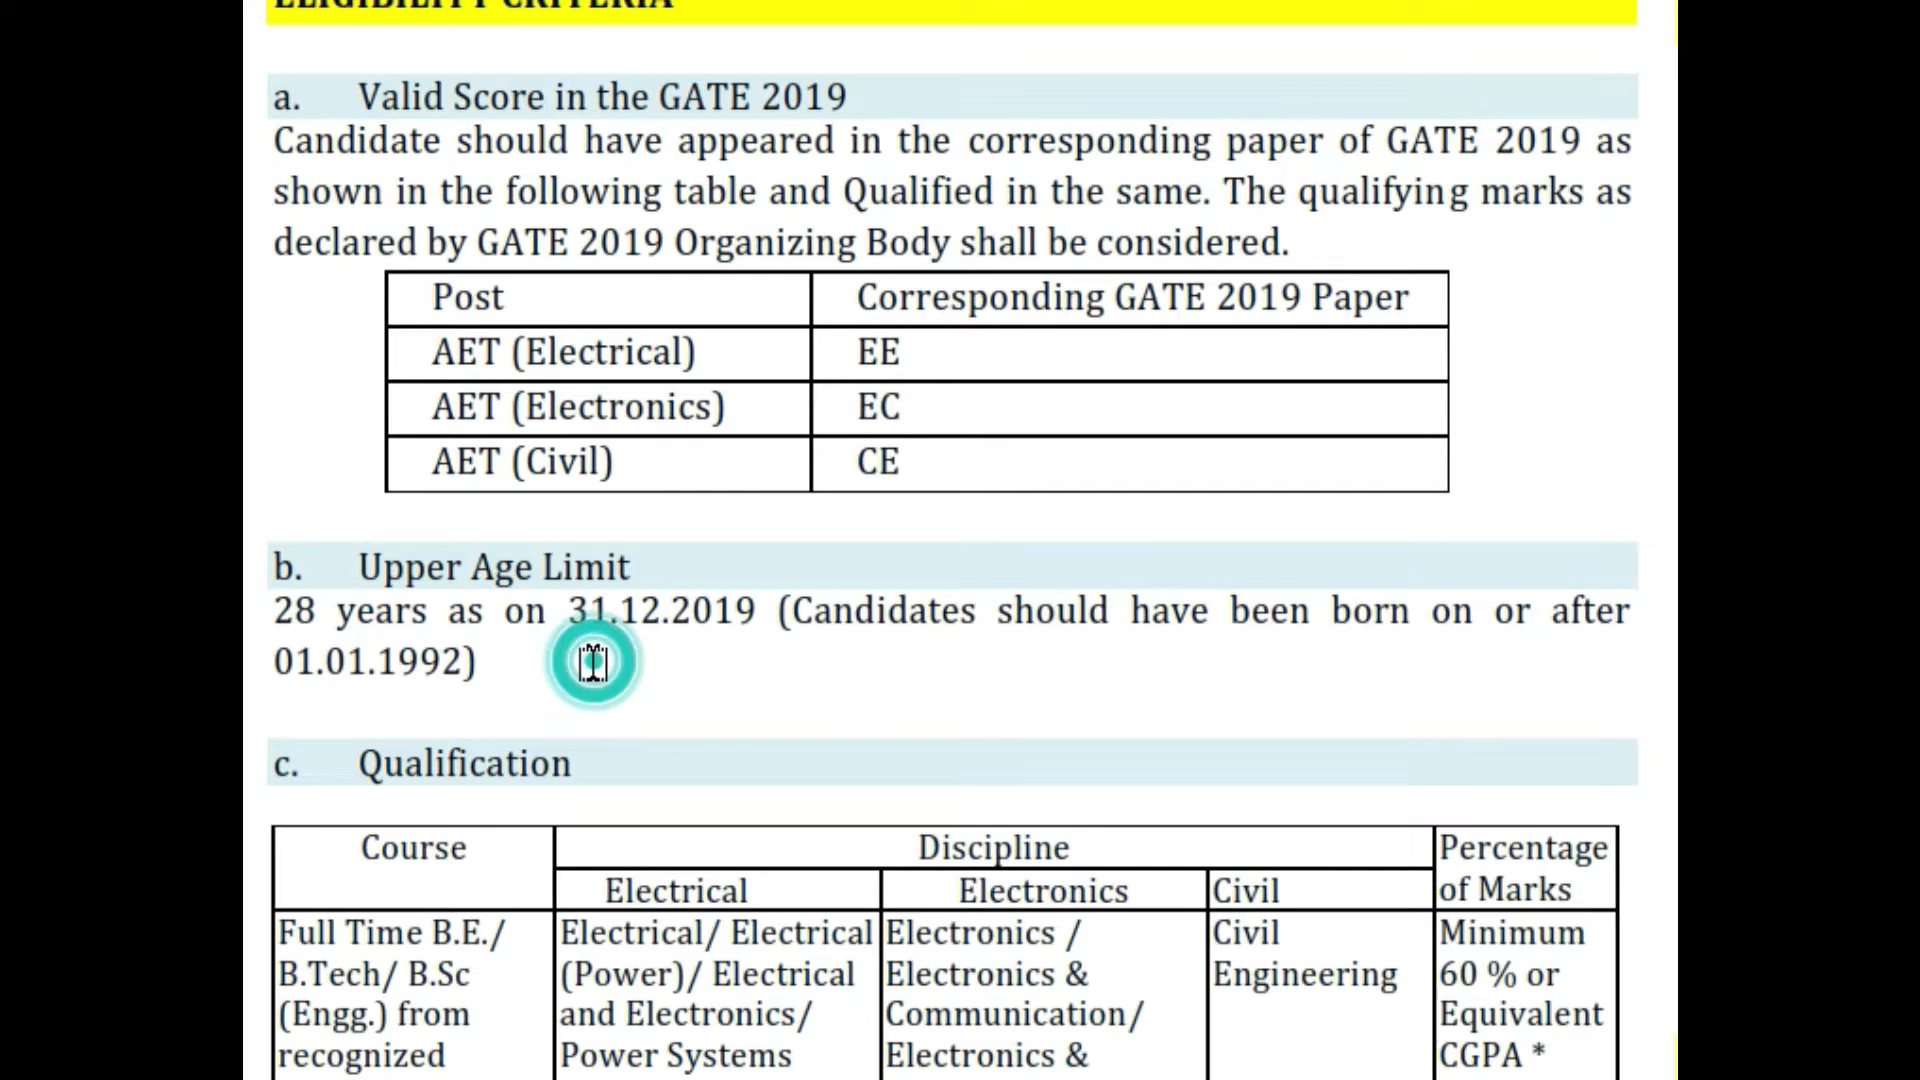 ELIGIBILITY CRITERIA
a. Valid Score in the GATE 2019
Candidate should have appeared in the corresponding paper of GATE 2019 as
shown in the following table and Qualified in the same. The qualifying marks as
declared by GATE 2019 Organizing Body shall be considered.
Post Corresponding GATE 2019 Paper
AET (Electrical) EE
AET (Electronics) EC
AET (Civil) CE
b. Upper Age Limit
28 years as on 31.12.2019 (Candidates should have been born on or after
01.01.1992)
c. Qualification
Course Discipline Percentage
Electrical Electronics Civil of Marks
Full Time B.E./ Electrical/ Electrical Electronics / Civil Minimum
B.Tech/ B.Sc (Power)/ Electrical Electronics & Engineering 60 % or
(Engg.) from and Electronics/ Communication/ Equivalent
recognized Power Systems Electronics & CGPA *